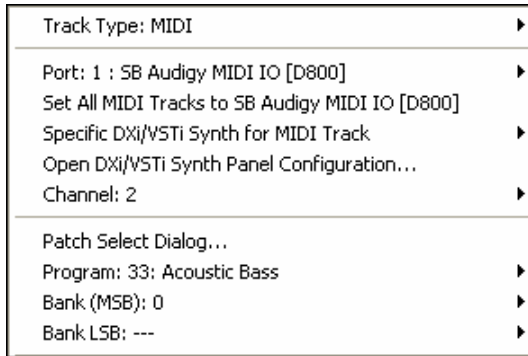 Track Type: MIDI
Port: 1 : SB Audigy MIDI IO [D800]
Set All MIDI Tracks to SB Audigy MIDI IO [D800]
Specific DXi/VSTi Synth for MIDI Track
Open DXi/VSTi Synth Panel Configuration...
Channel: 2
Patch Select Dialog...
Program: 33: Acoustic Bass
Bank (MSB): 0
Bank LSB: ---